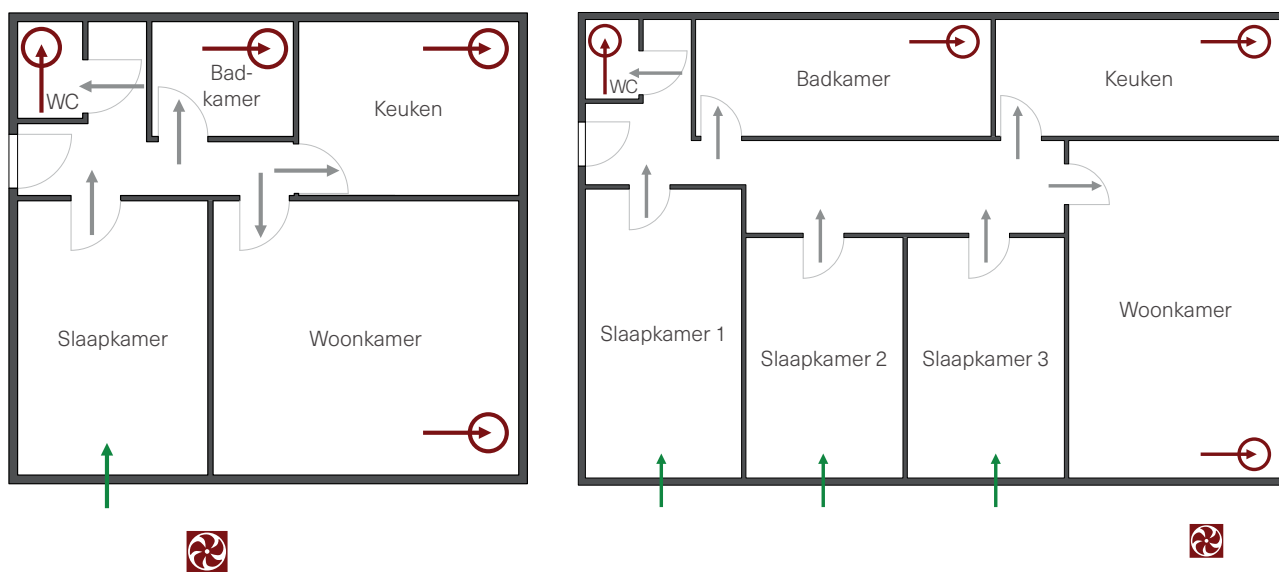 WC
Bad-
kamer
Keuken
Slaapkamer
Woonkamer
WC
Badkamer
Keuken
Slaapkamer 1
Slaapkamer 2
Slaapkamer 3
Woonkamer